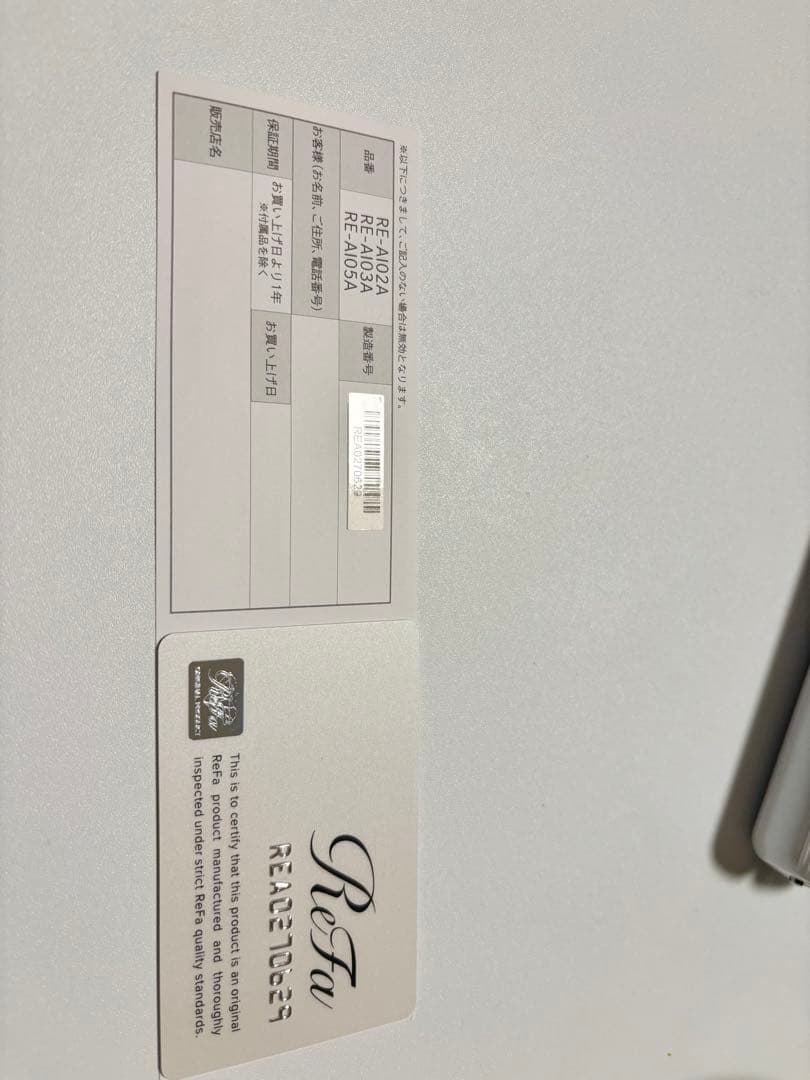 ※以下につきまして、ご記入のない場合は無効となります。
品番
RE-AI02A
RE-AI03A
RE-AI05A
製造番号
REA0270629
お客様(お名前、ご住所、電話番号)
保証期間
お買い上げ日より1年
※付属品を除く
お買い上げ日
販売店名
ReFa
REA0270629
This is to certify that this product is an original
ReFa product manufactured and thoroughly
inspected under strict ReFa quality standards.
ReFa